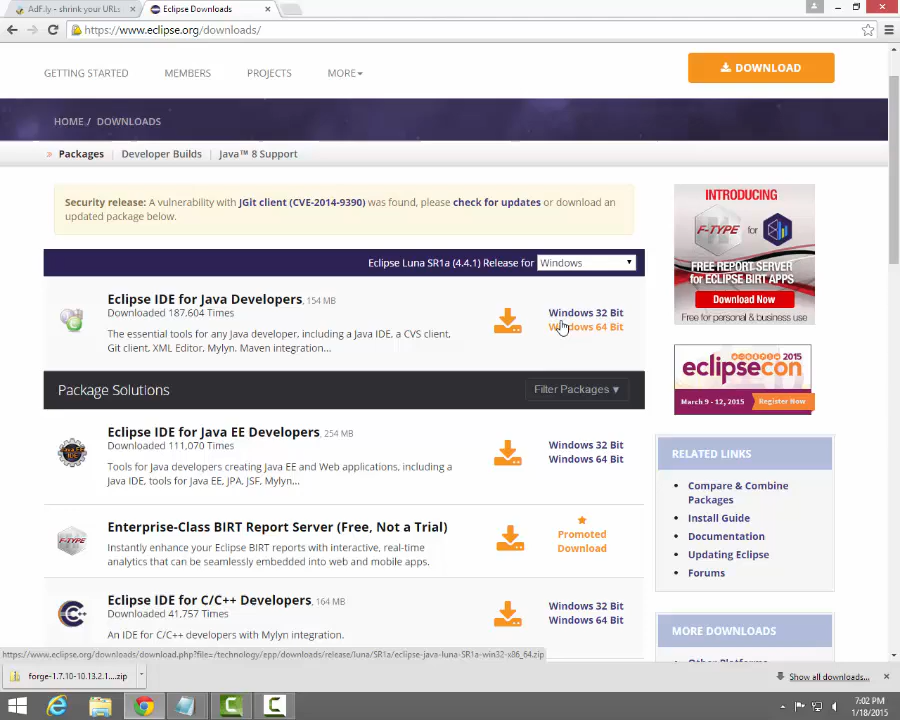 AdF.ly - shrink your URLs
Eclipse Downloads
https://www.eclipse.org/downloads/
GETTING STARTED
MEMBERS
PROJECTS
MORE
DOWNLOAD
HOME / DOWNLOADS
Packages
Developer Builds
Java™ 8 Support
Security release: A vulnerability with JGit client (CVE-2014-9390) was found, please check for updates or download an
updated package below.
Eclipse Luna SR1a (4.4.1) Release for
Windows
Eclipse IDE for Java Developers, 154 MB
Downloaded 187,604 Times
The essential tools for any Java developer, including a Java IDE, a CVS client,
Git client, XML Editor, Mylyn, Maven integration...
Windows 32 Bit
Windows 64 Bit
Package Solutions
Filter Packages ▾
Eclipse IDE for Java EE Developers, 254 MB
Downloaded 111,070 Times
Tools for Java developers creating Java EE and Web applications, including a
Java IDE, tools for Java EE, JPA, JSF, Mylyn...
Windows 32 Bit
Windows 64 Bit
F-TYPE
Enterprise-Class BIRT Report Server (Free, Not a Trial)
Instantly enhance your Eclipse BIRT reports with interactive, real-time
analytics that can be seamlessly embedded into web and mobile apps.
Promoted
Download
Eclipse IDE for C/C++ Developers, 164 MB
Downloaded 41,757 Times
An IDE for C/C++ developers with Mylyn integration.
Windows 32 Bit
Windows 64 Bit
INTRODUCING
F-TYPE for
FREE REPORT SERVER
for ECLIPSE BIRT APPS
Download Now
Free for personal & business use
eclipsecon 2015
March 9 - 12, 2015
Register Now
RELATED LINKS
Compare & Combine
Packages
Install Guide
Documentation
Updating Eclipse
Forums
MORE DOWNLOADS
Other Platforms
https://www.eclipse.org/downloads/download.php?file=/technology/epp/downloads/release/luna/SR1a/eclipse-java-luna-SR1a-win32-x86_64.zip
forge-1.7.10-10.13.2.1....zip
Show all downloads...
7:02 PM
1/18/2015